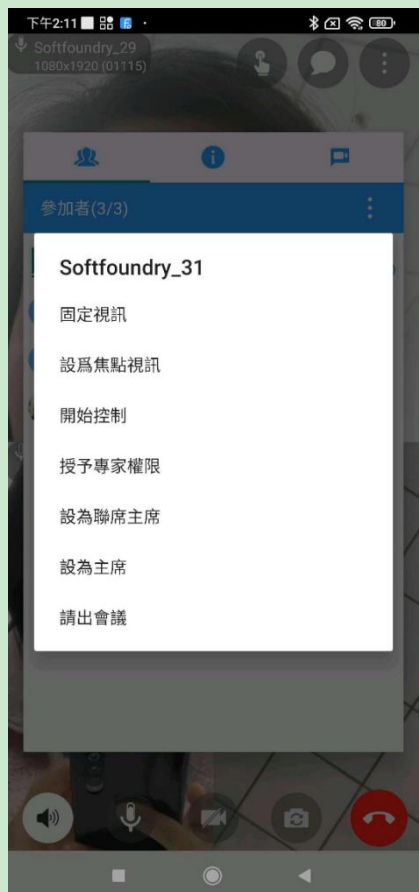 下午2:11
80
Softfoundry_29
1080x1920 (01115)
參加者(3/3)
Softfoundry_31
固定視訊
設爲焦點視訊
開始控制
授予專家權限
設為聯席主席
設為主席
請出會議